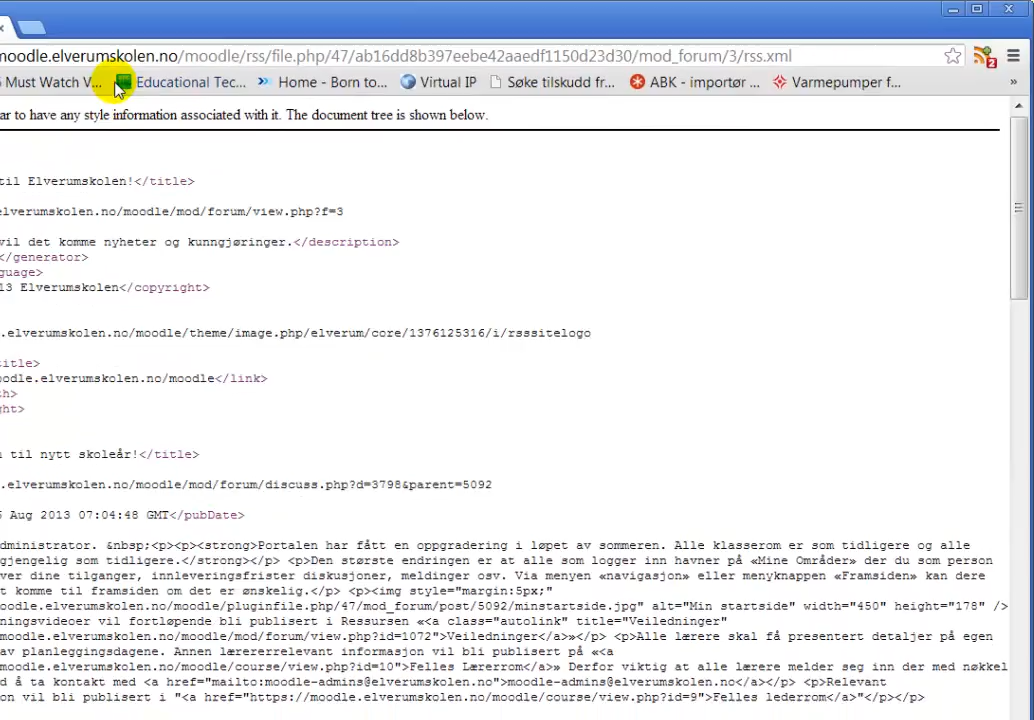 moodle.elverumskolen.no/moodle/rss/file.php/47/ab16dd8b397eebe42aaedf1150d23d30/mod_forum/3/rss.xml
2
Must Watch V... Educational Tec... Home - Born to... Virtual IP Søke tilskudd fr... ABK - importør ... Varmepumper f... »
ar to have any style information associated with it. The document tree is shown below.
til Elverumskolen!</title>
elverumskolen.no/moodle/mod/forum/view.php?f=3
vil det komme nyheter og kunngjøringer.</description>
</generator>
guage>
13 Elverumskolen</copyright>
.elverumskolen.no/moodle/theme/image.php/elverum/core/1376125316/i/rsssitelogo
title>
oodle.elverumskolen.no/moodle</link>
th>
ght>
n til nytt skoleår!</title>
.elverumskolen.no/moodle/mod/forum/discuss.php?d=3798&parent=5092
Aug 2013 07:04:48 GMT</pubDate>
dministrator. &nbsp;<p><p><strong>Portalen har fått en oppgradering i løpet av sommeren. Alle klasserom er som tidligere og alle
gjengelig som tidligere.</strong></p> <p>Den største endringen er at alle som logger inn havner på «Mine Områder» der du som person
ver dine tilganger, innleveringsfrister diskusjoner, meldinger osv. Via menyen «navigasjon» eller menyknappen «Framsiden» kan dere
t komme til framsiden om det er ønskelig.</p> <p><img style="margin:5px;"
oodle.elverumskolen.no/moodle/pluginfile.php/47/mod_forum/post/5092/minstartside.jpg" alt="Min startside" width="450" height="178" />
ningsvideoer vil fortløpende bli publisert i Ressursen «<a class="autolink" title="Veiledninger"
moodle.elverumskolen.no/moodle/mod/forum/view.php?id=1072">Veiledninger</a>»</p> <p>Alle lærere skal få presentert detaljer på egen
av planleggingsdagene. Annen lærererrelevant informasjon vil bli publisert på «<a
moodle.elverumskolen.no/moodle/course/view.php?id=10">Felles Lærerrom</a>» Derfor viktig at alle lærere melder seg inn der med nøkkel
d å ta kontakt med <a href="mailto:moodle-admins@elverumskolen.no">moodle-admins@elverumskolen.no</a></p> <p>Relevant
on vil bli publisert i "<a href="https://moodle.elverumskolen.no/moodle/course/view.php?id=9">Felles lederrom</a>"</p></p>